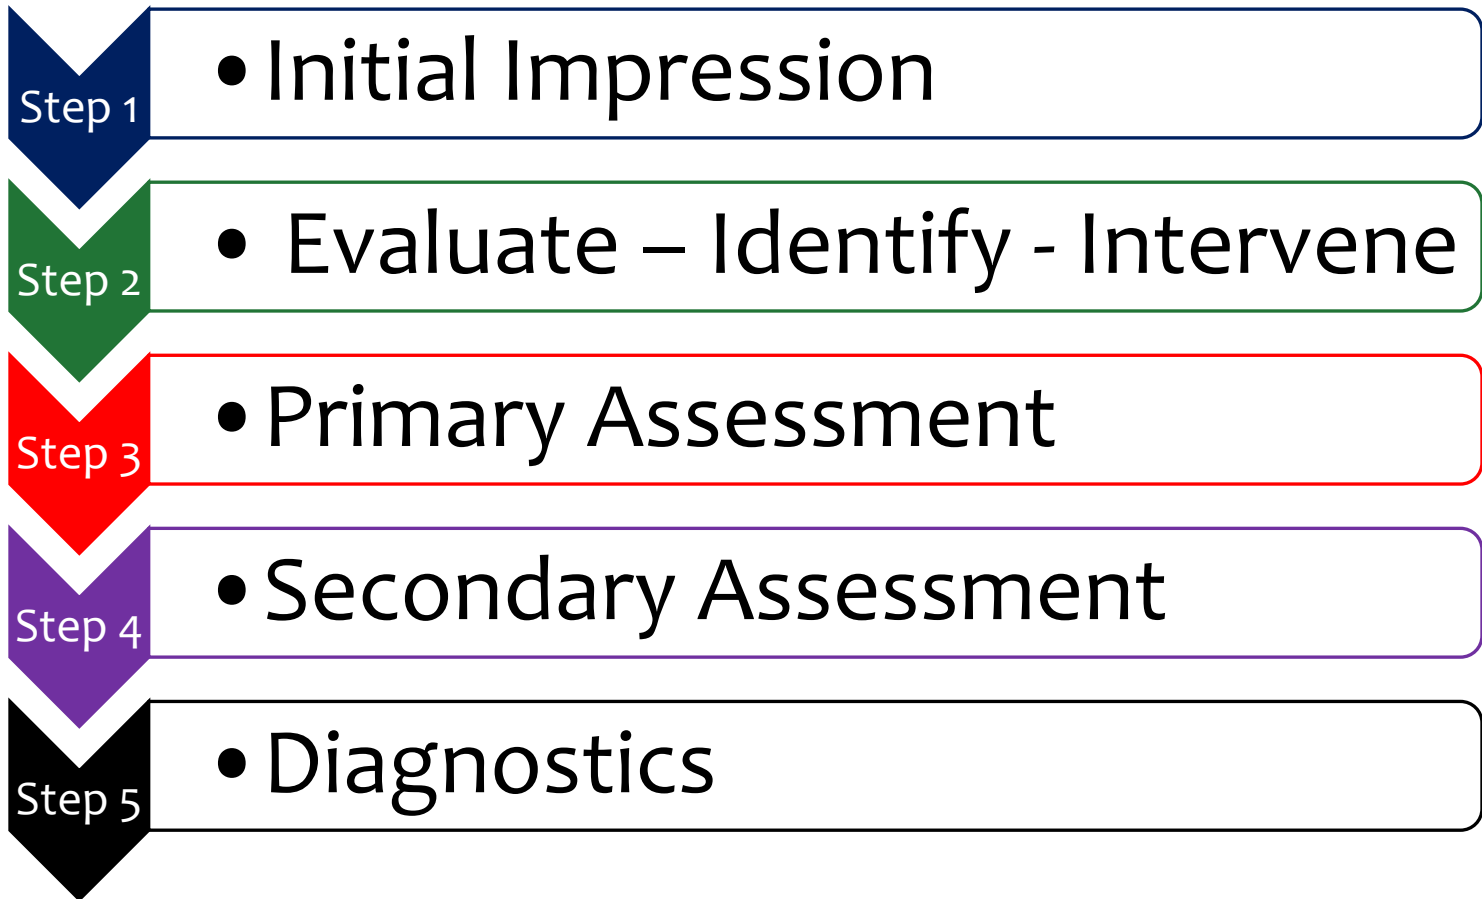 Step 1
• Initial Impression
Step 2
• Evaluate – Identify - Intervene
Step 3
• Primary Assessment
Step 4
• Secondary Assessment
Step 5
• Diagnostics